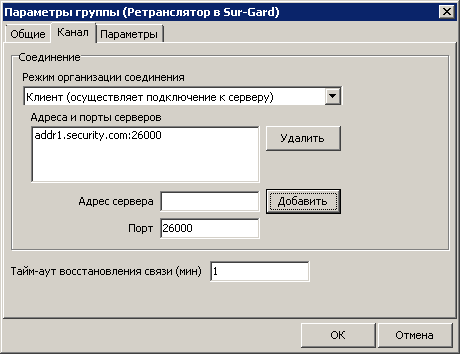 Параметры группы (Ретранслятор в Sur-Gard)
Общие Канал Параметры
Соединение
Режим организации соединения
Клиент (осуществляет подключение к серверу)
Адреса и порты серверов
addr1.security.com:26000
Удалить
Адрес сервера Добавить
Порт 26000
Тайм-аут восстановления связи (мин) 1
ОК Отмена